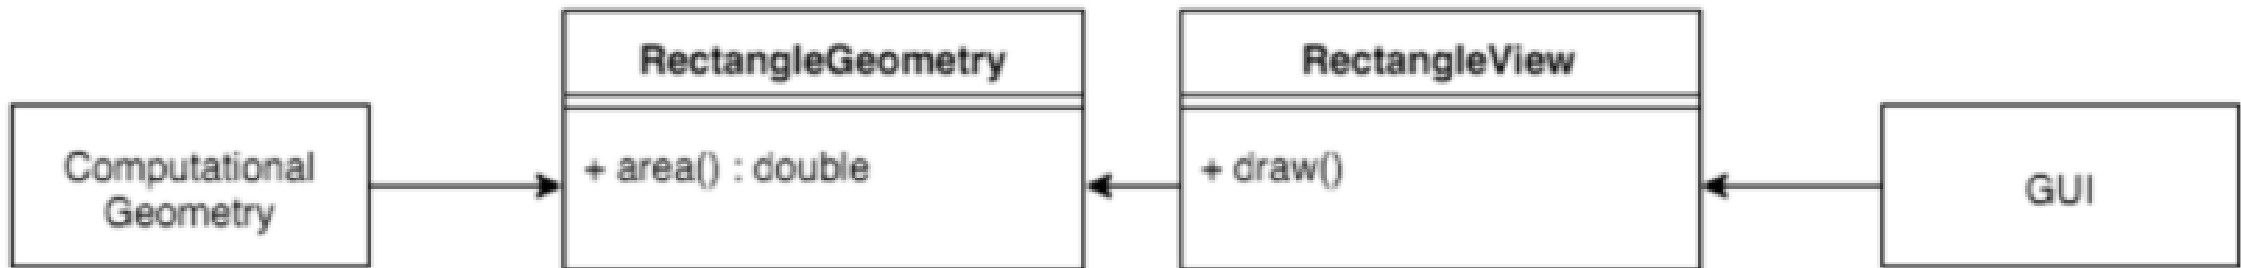 Computational
Geometry
RectangleGeometry
+ area() : double
RectangleView
+ draw()
GUI